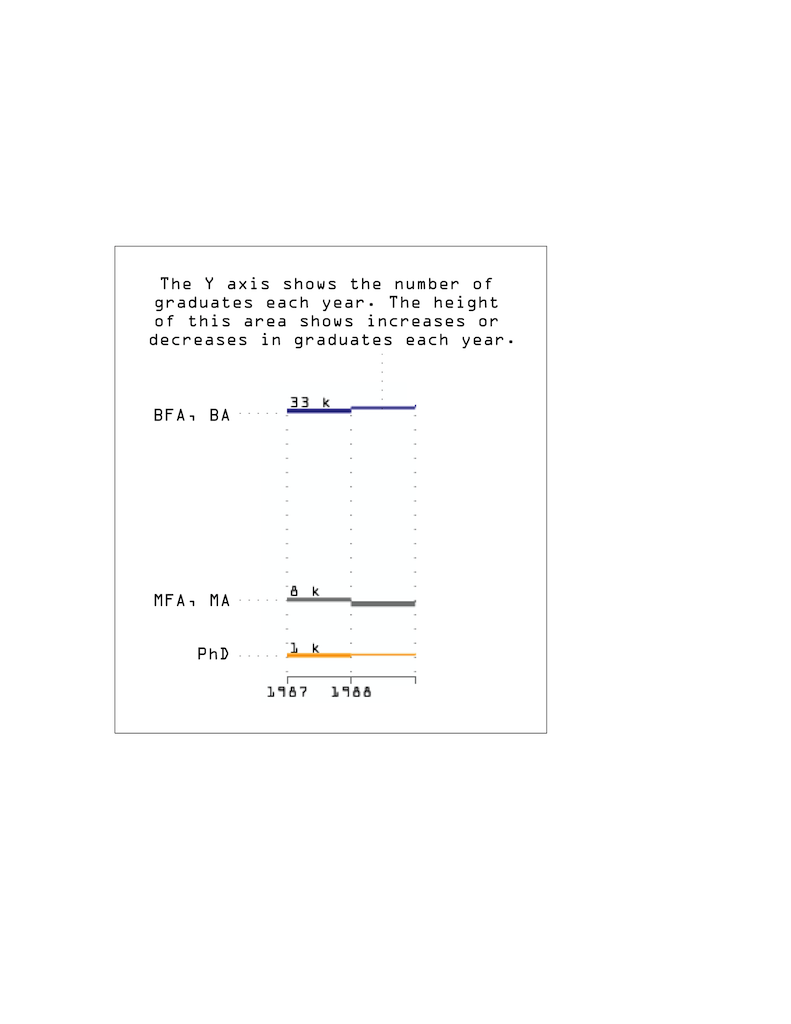 The Y axis shows the number of
graduates each year. The height
of this area shows increases or
decreases in graduates each year.
33 k
BFA, BA
8 k
MFA, MA
1 k
PhD
1987 1988